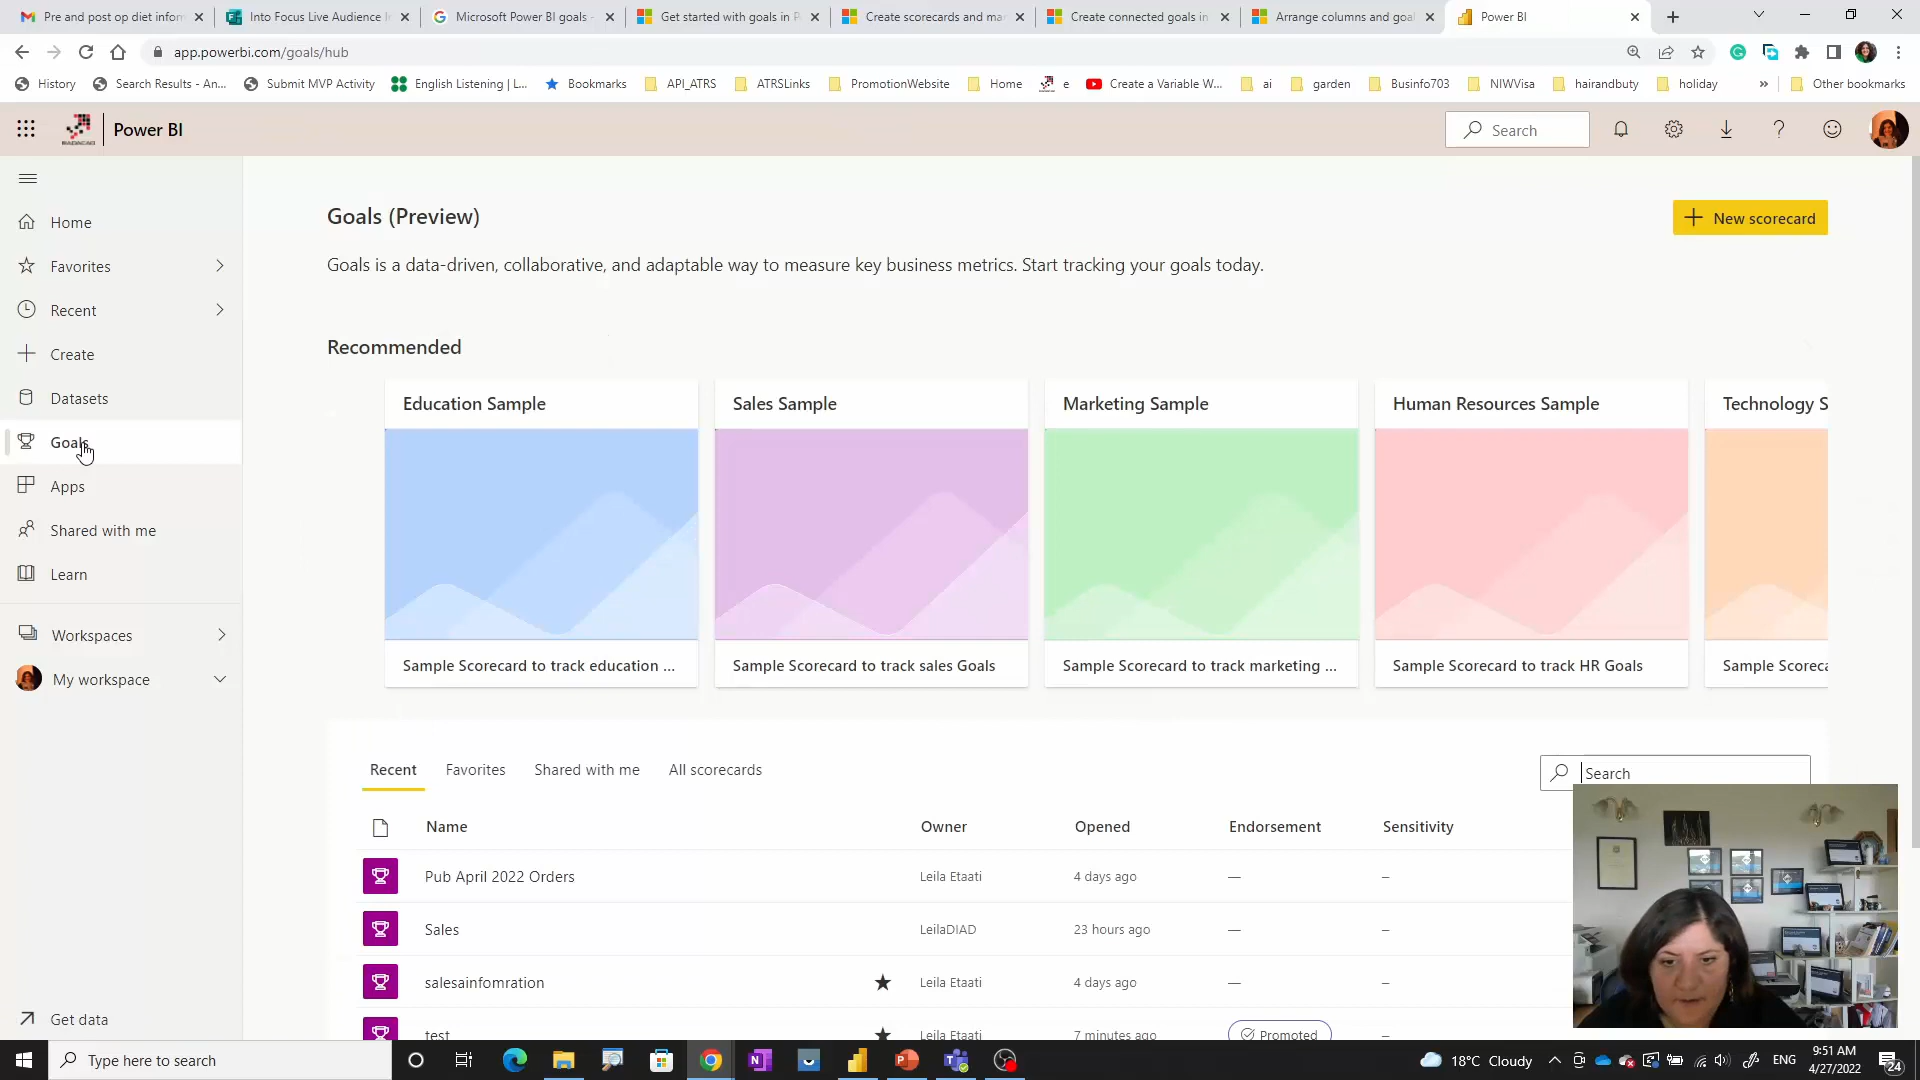 Pre and post op diet inforn
Into Focus Live Audience I
Microsoft Power BI goals -
Get started with goals in P
Create scorecards and ma
Create connected goals in
Arrange columns and goal
Power BI
app.powerbi.com/goals/hub
History
Search Results - An...
Submit MVP Activity
English Listening | L...
Bookmarks
API_ATRS
ATRSLinks
PromotionWebsite
Home
e
Create a Variable W...
ai
garden
Businfo703
NIWVisa
hairandbuty
holiday
»
Other bookmarks
Power BI
Search
Home
Favorites
Recent
Create
Datasets
Goals
Apps
Shared with me
Learn
Workspaces
My workspace
Get data
Goals (Preview)
New scorecard
Goals is a data-driven, collaborative, and adaptable way to measure key business metrics. Start tracking your goals today.
Recommended
Education Sample
Sales Sample
Marketing Sample
Human Resources Sample
Technology S
Sample Scorecard to track education ...
Sample Scorecard to track sales Goals
Sample Scorecard to track marketing ...
Sample Scorecard to track HR Goals
Sample Scoreca
Recent
Favorites
Shared with me
All scorecards
Search
Name
Owner
Opened
Endorsement
Sensitivity
Pub April 2022 Orders
Leila Etaati
4 days ago
—
–
Sales
LeilaDIAD
23 hours ago
—
–
salesainfomration
Leila Etaati
4 days ago
—
–
test
Leila Etaati
7 minutes ago
Promoted
–
Type here to search
18°C Cloudy
ENG
9:51 AM
4/27/2022
24